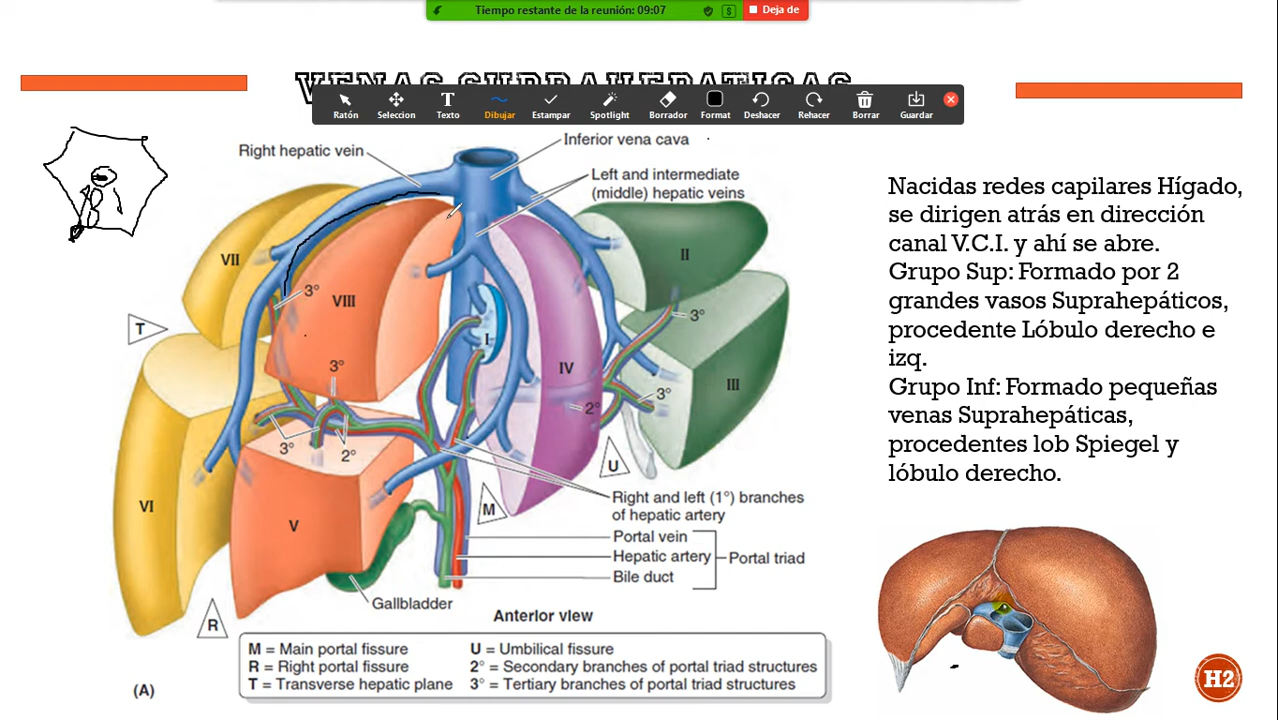 Tiempo restante de la reunión: 09:07
Deja de
VENAS SUPRAHEPATICAS
Ratón
Seleccion
Texto
Dibujar
Estampar
Spotlight
Borrador
Format
Deshacer
Rehacer
Borrar
Guardar
Inferior vena cava
Right hepatic vein
Left and intermediate
(middle) hepatic veins
VII
VIII
3°
T
3°
I
II
3°
IV
III
3°
2°
3°
2°
U
VI
V
M
Right and left (1°) branches
of hepatic artery
Portal vein
Hepatic artery
Portal triad
Bile duct
Gallbladder
R
Anterior view
M = Main portal fissure
R = Right portal fissure
T = Transverse hepatic plane
U = Umbilical fissure
2° = Secondary branches of portal triad structures
3° = Tertiary branches of portal triad structures
(A)
Nacidas redes capilares Hígado,
se dirigen atrás en dirección
canal V.C.I. y ahí se abre.
Grupo Sup: Formado por 2
grandes vasos Suprahepáticos,
procedente Lóbulo derecho e
izq.
Grupo Inf: Formado pequeñas
venas Suprahepáticas,
procedentes lob Spiegel y
lóbulo derecho.
H2